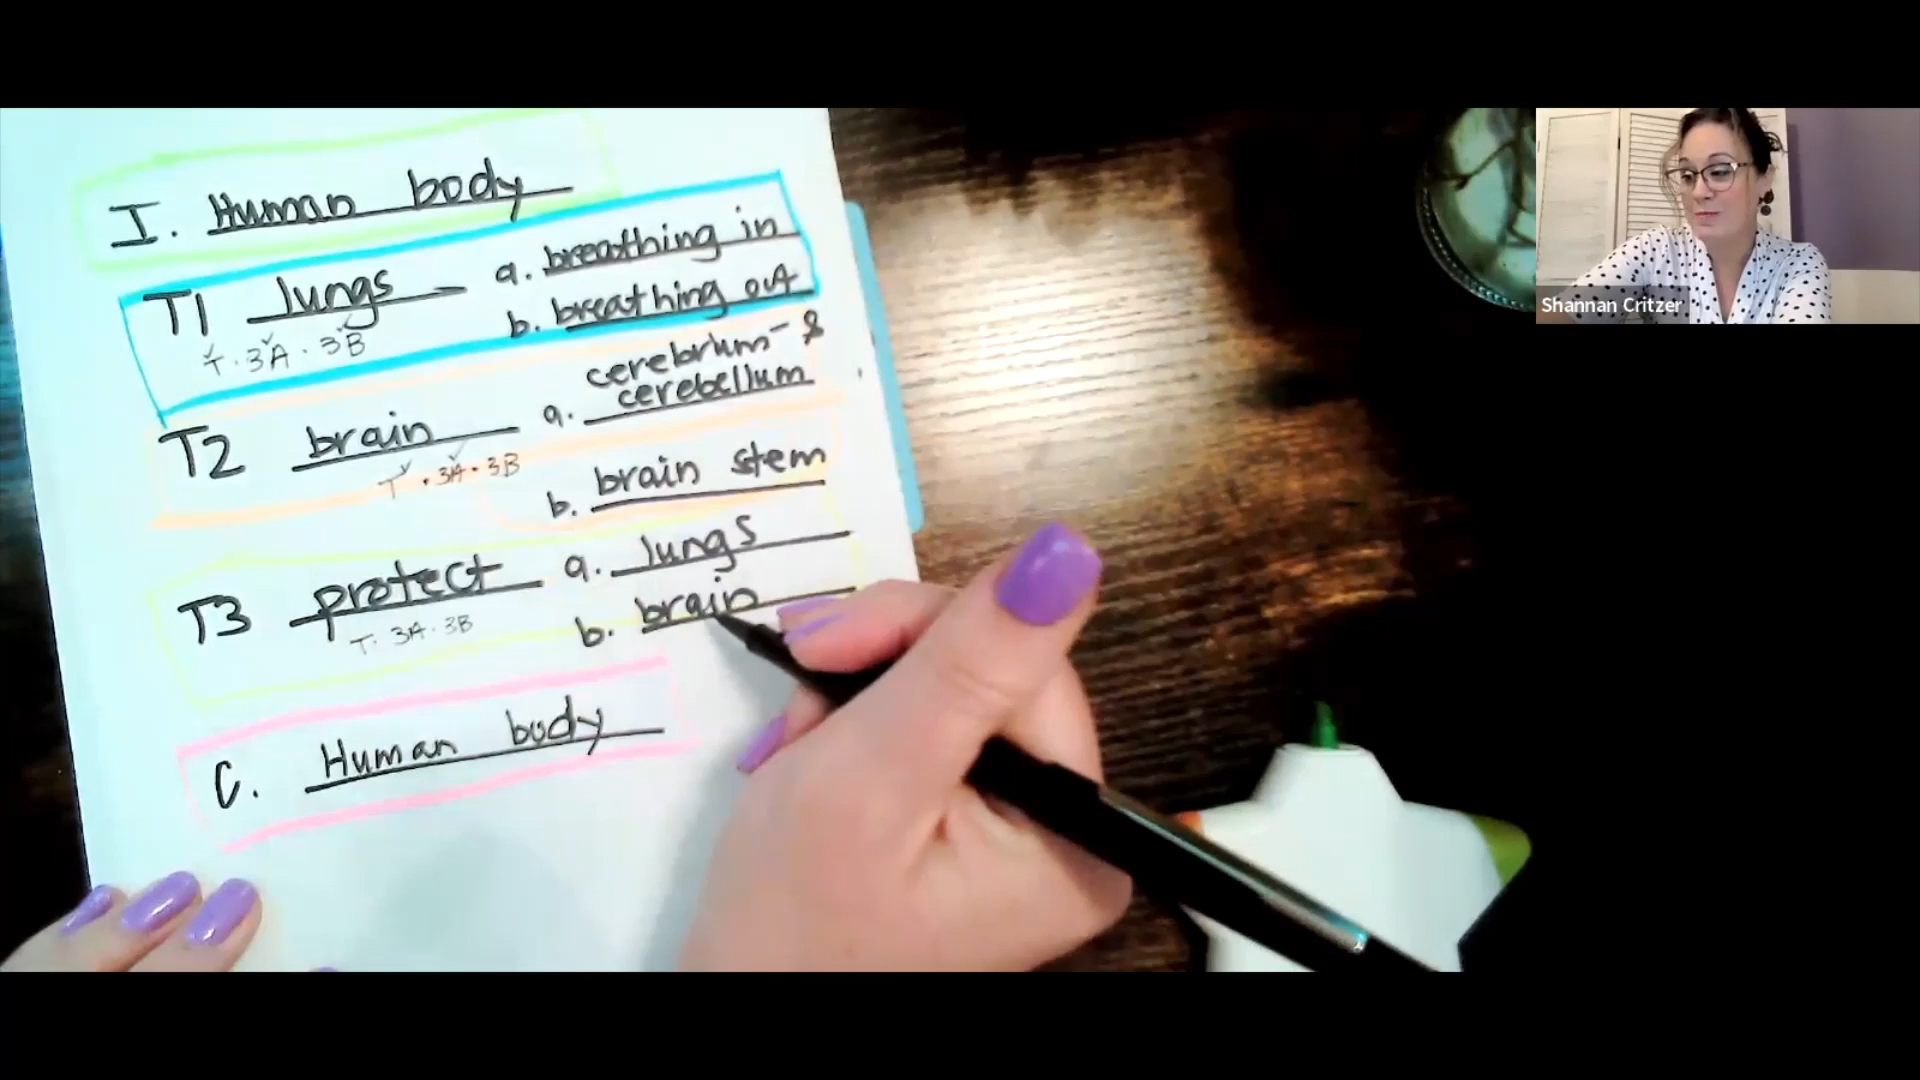 I. Human body
T1 lungs a. breathing in
b. breathing out
T. 3A. 3B
cerebrum &
T2 brain a. cerebellum
T. 3A. 3B
b. brain stem
T3 protect a. lungs
b. brain
T. 3A. 3B
C. Human body
Shannan Critzer